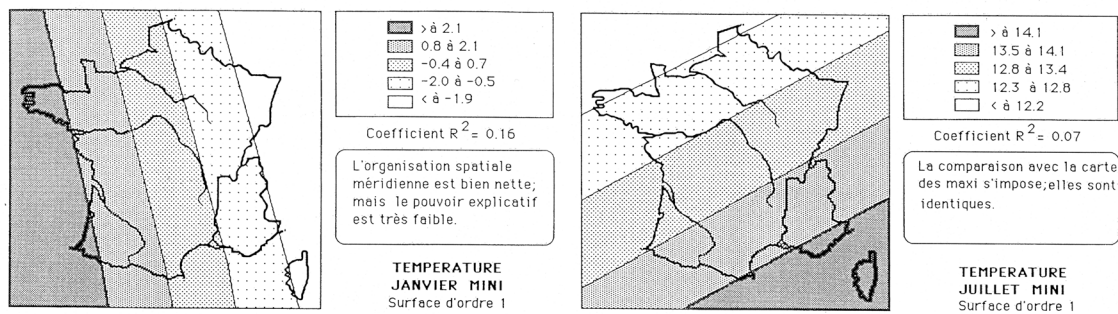 > à 2.1
0.8 à 2.1
-0.4 à 0.7
-2.0 à -0.5
< à -1.9
Coefficient R² = 0.16
L'organisation spatiale
méridienne est bien nette;
mais le pouvoir explicatif
est très faible.
TEMPERATURE
JANVIER MINI
Surface d'ordre 1
> à 14.1
13.5 à 14.1
12.8 à 13.4
12.3 à 12.8
< à 12.2
Coefficient R² = 0.07
La comparaison avec la carte
des maxi s'impose;elles sont
identiques.
TEMPERATURE
JUILLET MINI
Surface d'ordre 1